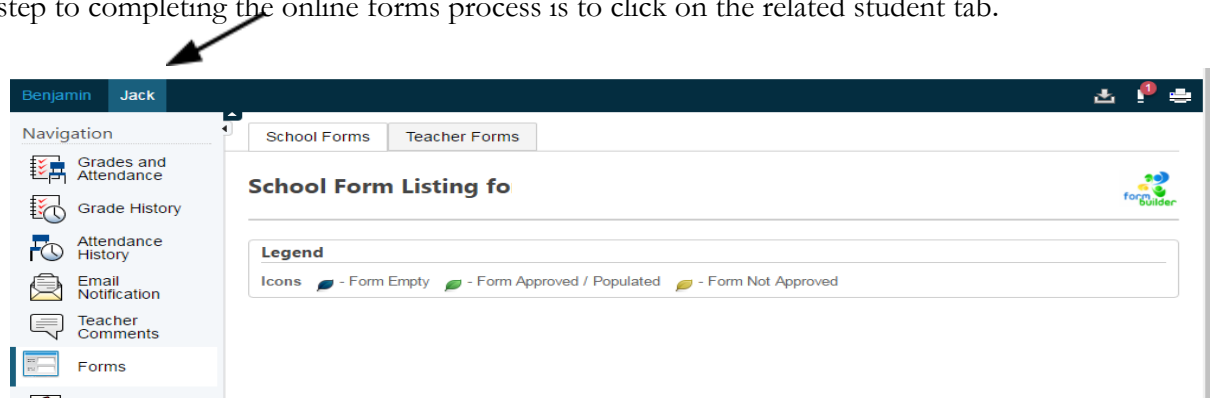 step to completing the online forms process is to click on the related student tab.
Benjamin Jack
1
Navigation
School Forms Teacher Forms
Grades and
Attendance
School Form Listing fo
form
builder
Grade History
Attendance
History
Legend
Icons - Form Empty - Form Approved / Populated - Form Not Approved
Email
Notification
Teacher
Comments
Forms